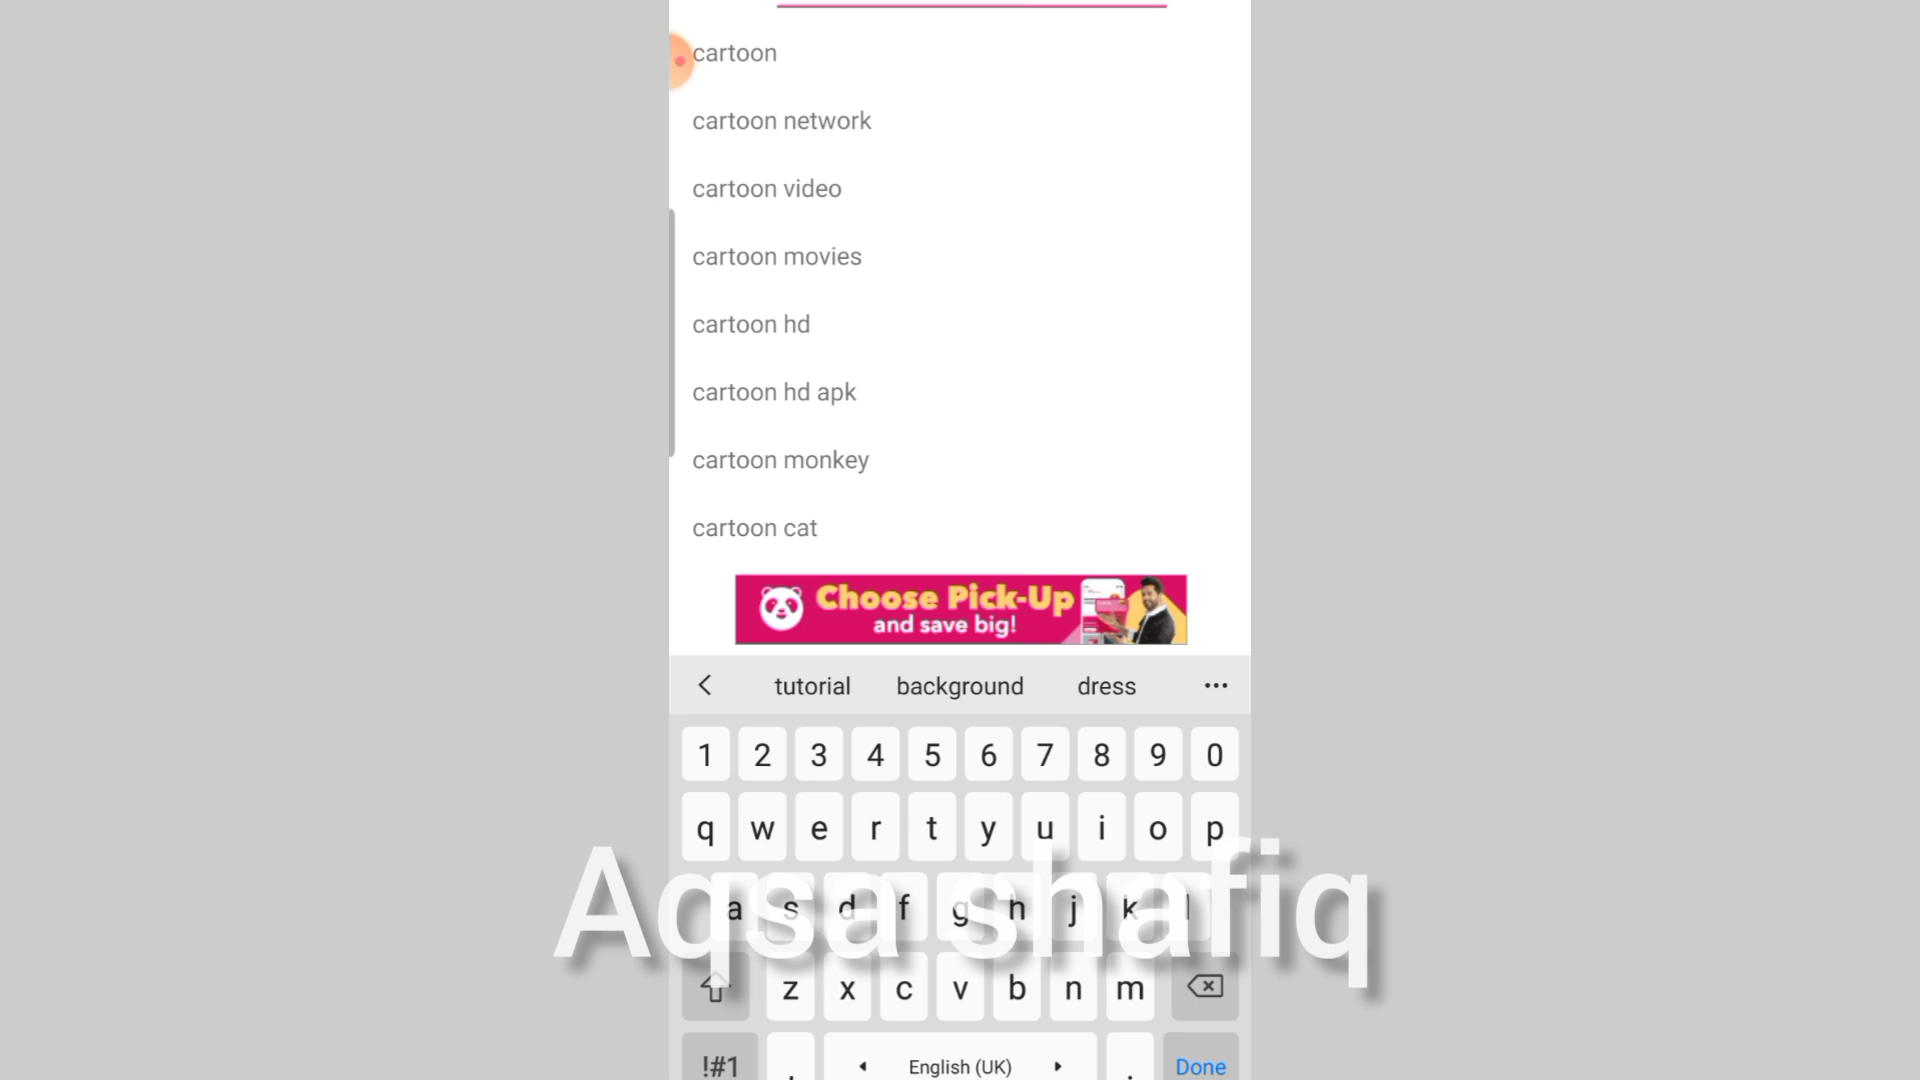 cartoon
cartoon network
cartoon video
cartoon movies
cartoon hd
cartoon hd apk
cartoon monkey
cartoon cat
Choose Pick-Up
and save big!
tutorial background dress ...
1 2 3 4 5 6 7 8 9 0
q w e r t y u i o p
a s d f g h j k l
Aqsa shafiq
z x c v b n m
!#1 , English (UK) . Done